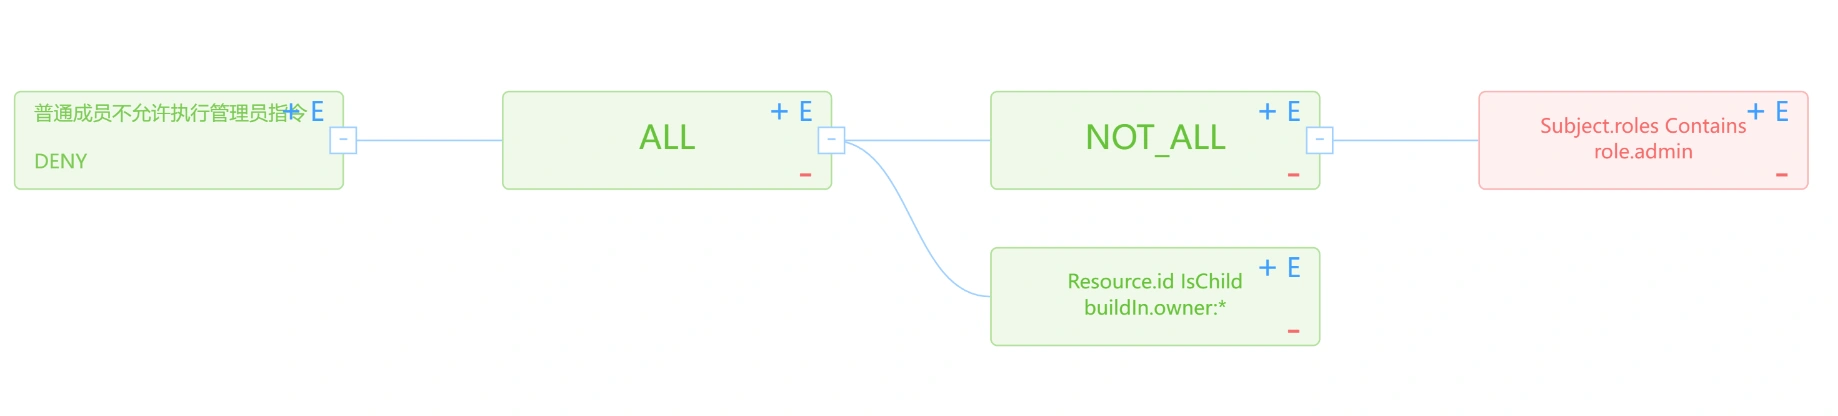 普通成员不允许执行管理员指令
+ E
DENY
−
ALL
+ E
−
−
NOT_ALL
+ E
−
−
Subject.roles Contains
role.admin
+ E
−
Resource.id IsChild
buildIn.owner:*
+ E
−